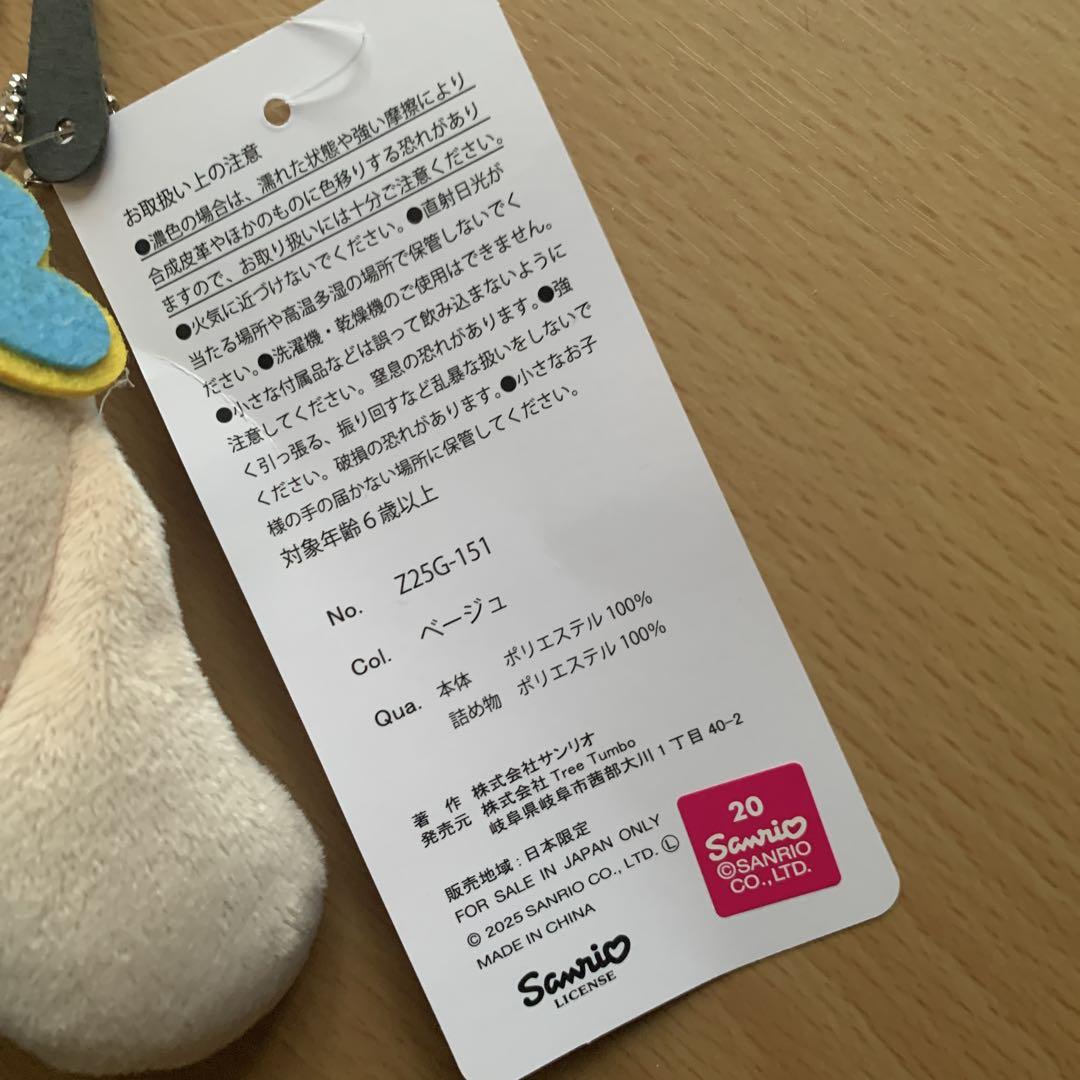 お取扱い上の注意
●濃色の場合は、濡れた状態や強い摩擦により
合成皮革やほかのものに色移りする恐れがあり
ますので、お取り扱いには十分ご注意ください。
●火気に近づけないでください。●直射日光が
当たる場所や高温多湿の場所で保管しないでく
ださい。●洗濯機・乾燥機のご使用はできません。
●小さな付属品などは誤って飲み込まないように
注意してください。窒息の恐れがあります。●強
く引っ張る、振り回すなど乱暴な扱いをしないで
ください。破損の恐れがあります。●小さなお子
様の手の届かない場所に保管してください。
対象年齢6歳以上
No. Z25G-151
Col. ベージュ
Qua. 本体 ポリエステル 100%
詰め物 ポリエステル 100%
著 作 株式会社サンリオ
発売元 株式会社 Tree Tumbo
岐阜県岐阜市茜部大川1丁目40-2
販売地域:日本限定
FOR SALE IN JAPAN ONLY
© 2025 SANRIO CO., LTD. Ⓛ
MADE IN CHINA
Sanrio
LICENSE
20
Sanrio
©SANRIO
CO.,LTD.